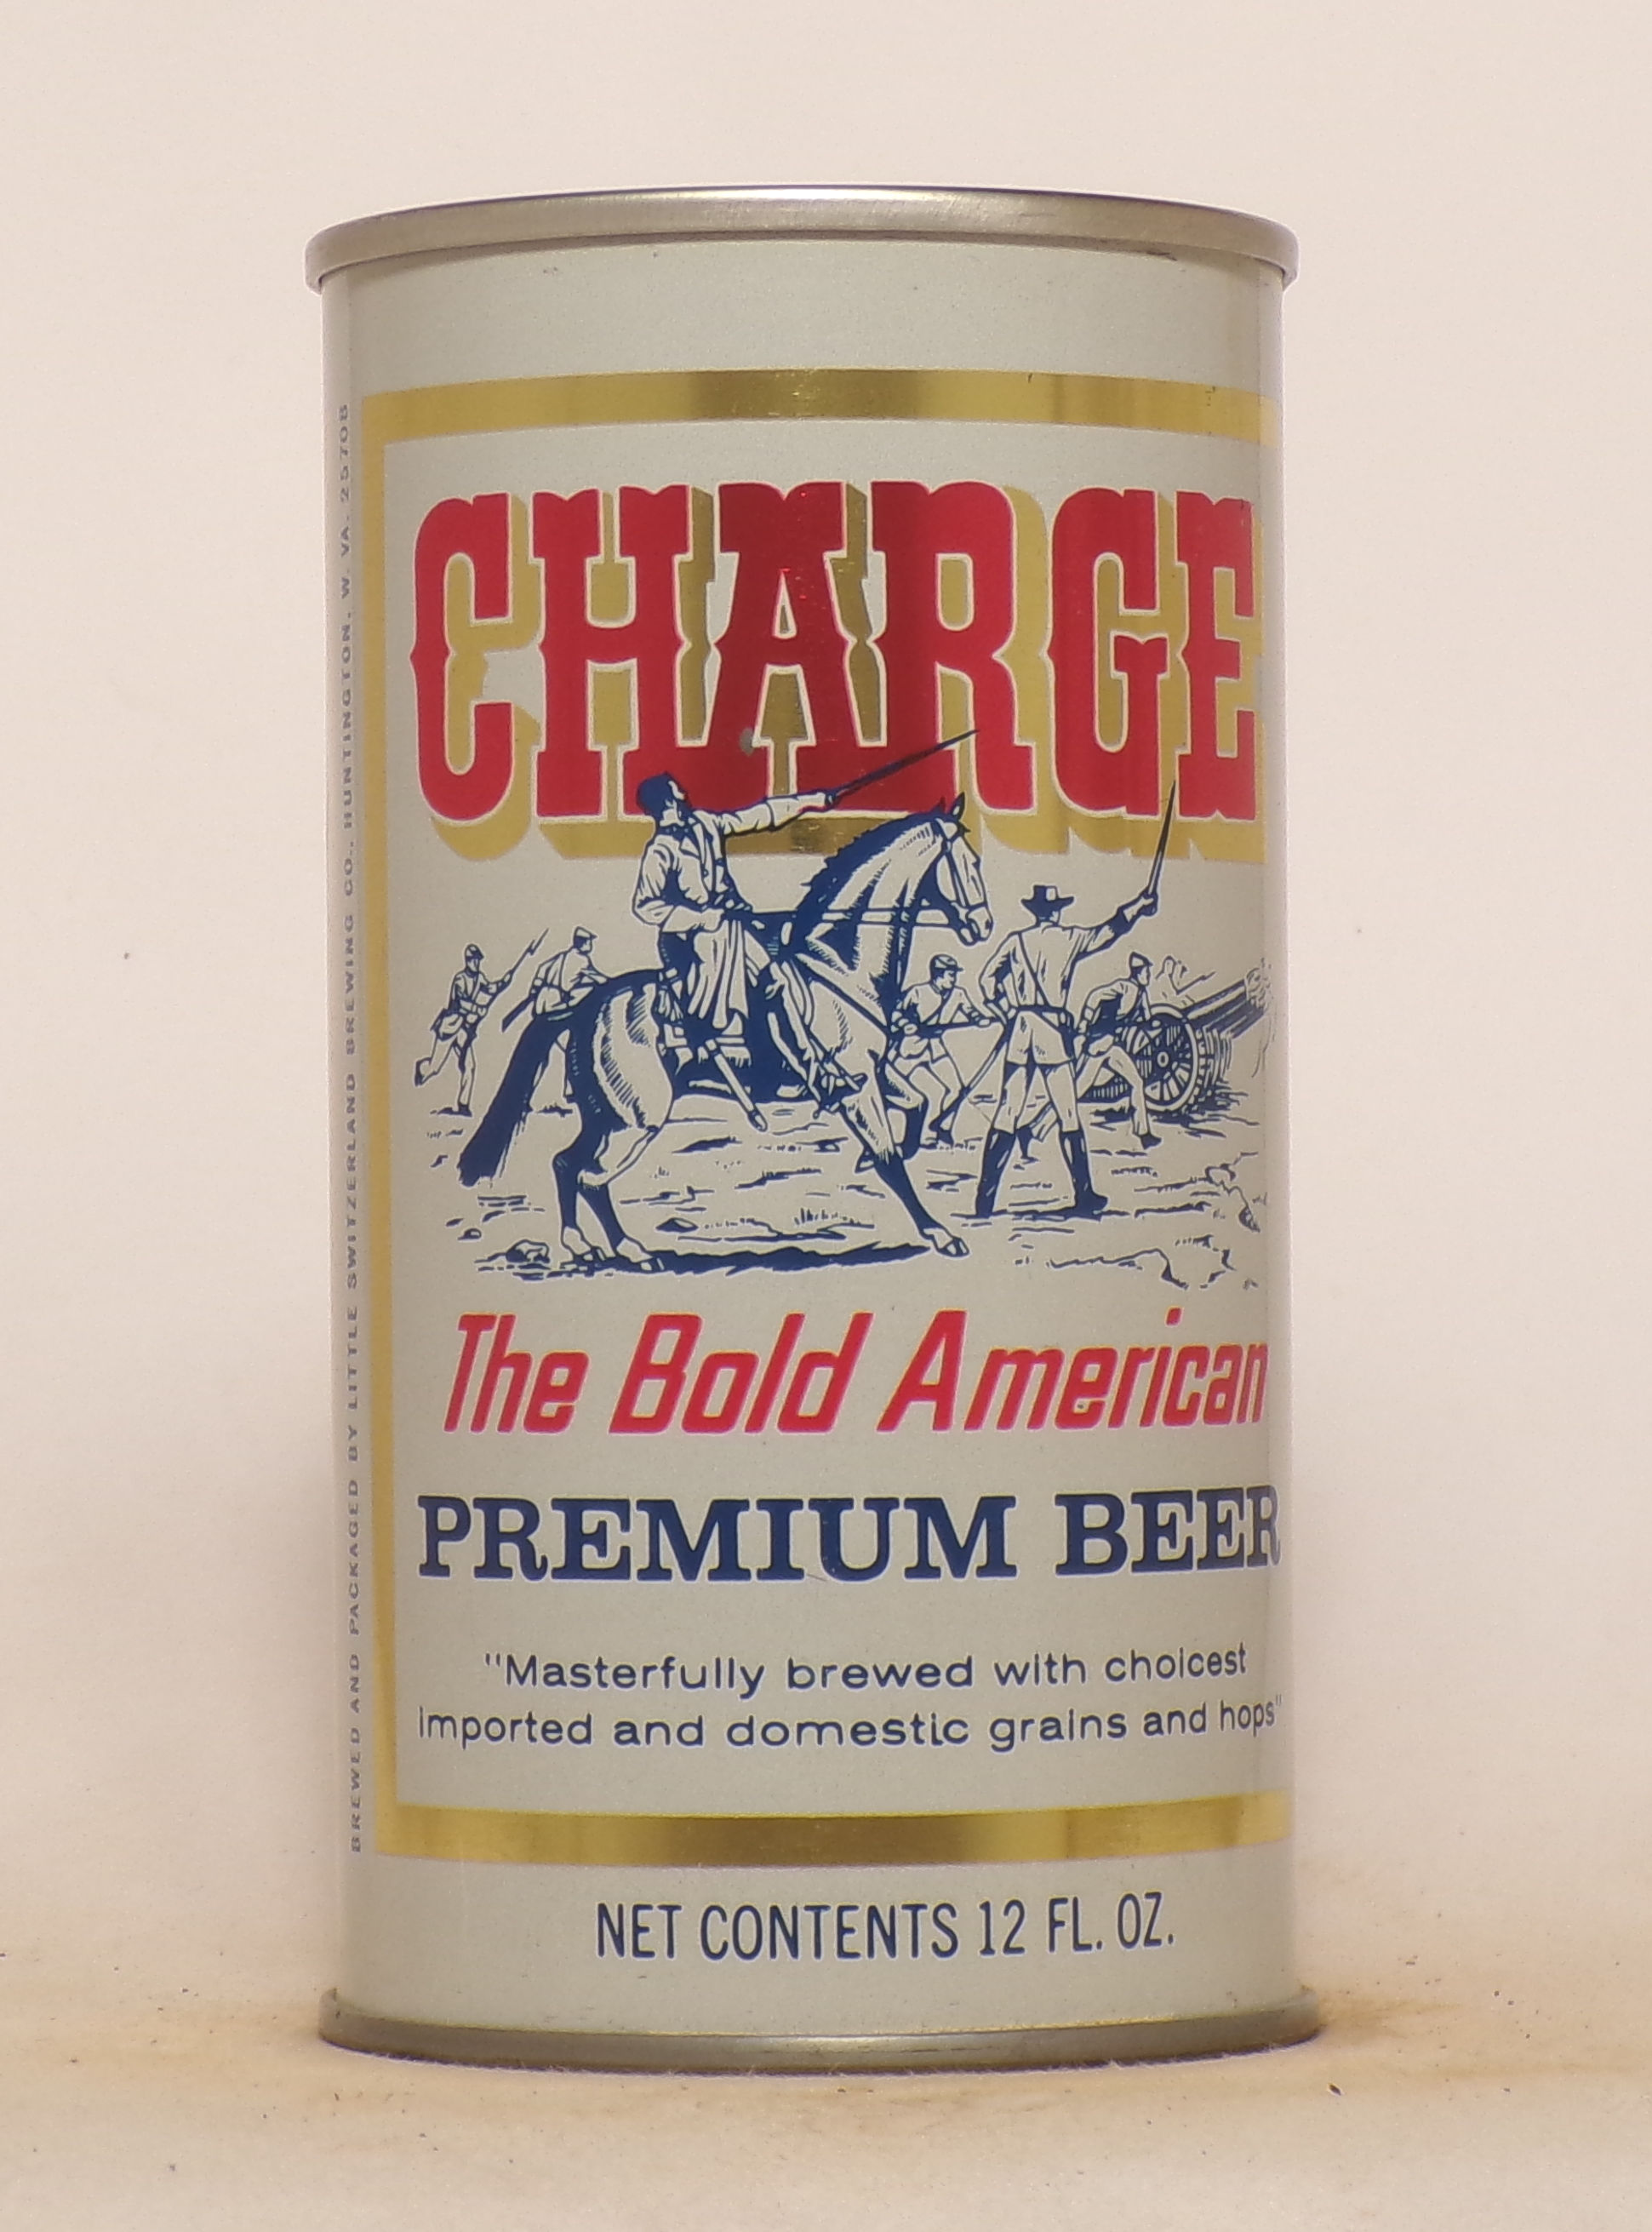 CHARGE
The Bold American
PREMIUM BEER
"Masterfully brewed with choicest
imported and domestic grains and hops"
NET CONTENTS 12 FL. OZ.
BREWED AND PACKAGED BY LITTLE SWITZERLAND BREWING CO., HUNTINGTON, W. VA. 25708